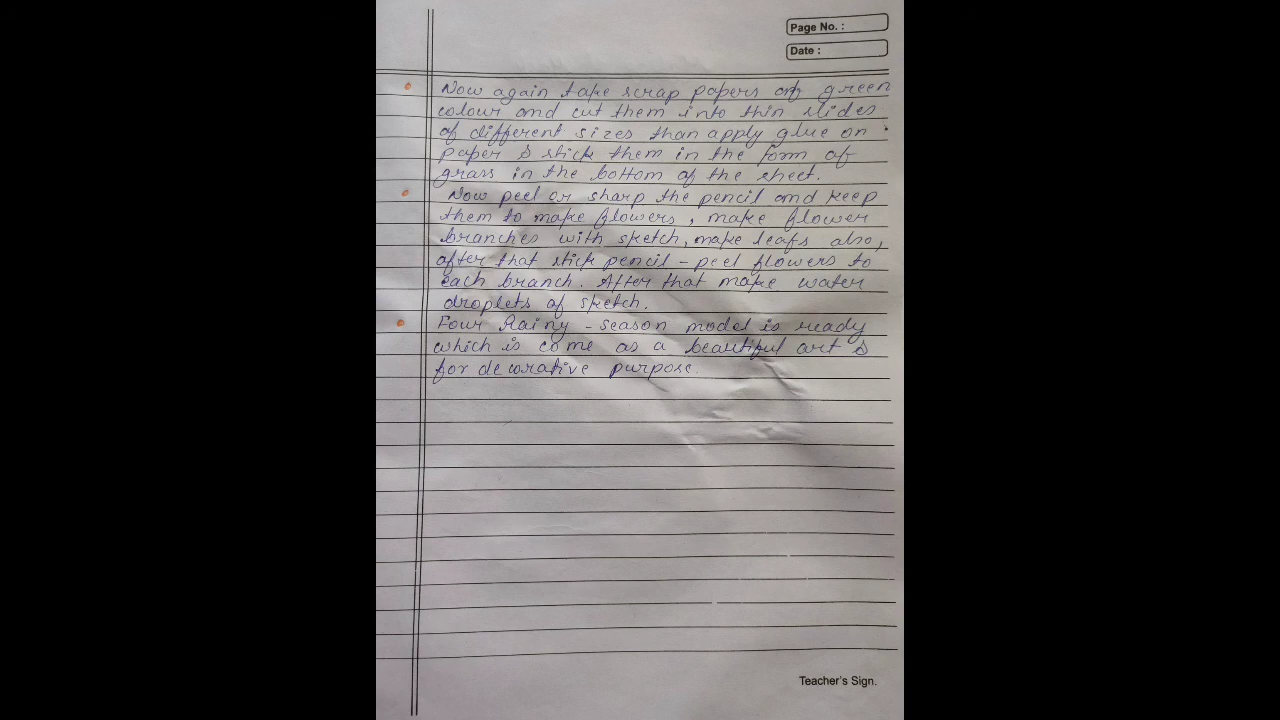 Page No. :
Date :
Now again take scrap papers of green
colour and cut them into thin slides
of different sizes than apply glue on
paper & stick them in the form of
grass in the bottom of the sheet.
Now peel or sharp the pencil and keep
them to make flowers, make flower
branches with sketch, make leafs also,
after that stick pencil - peel flowers to
each branch. After that make water
droplets of sketch.
Four Rainy - season model is ready
which is come as a beautiful art &
for decorative purpose.
Teacher's Sign.